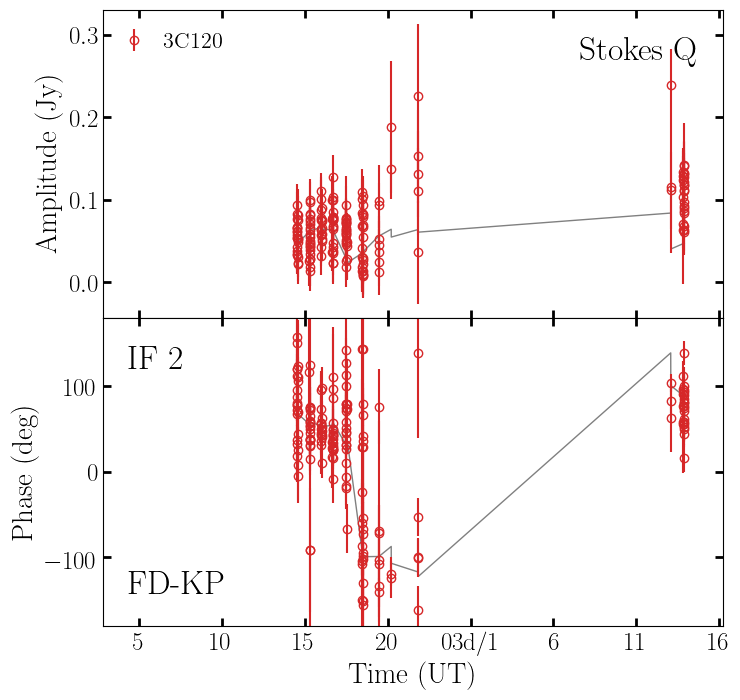 3C120
Stokes Q
Amplitude (Jy)
0.3
0.2
0.1
0.0
IF 2
FD-KP
Phase (deg)
100
0
−100
5 10 15 20 03d/1 6 11 16
Time (UT)